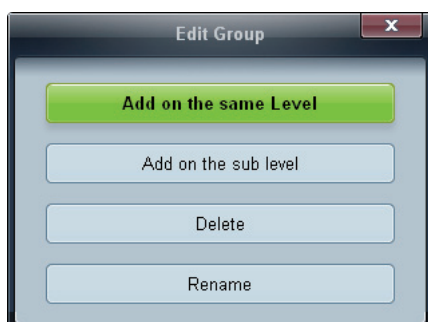 Edit Group
X
Add on the same Level
Add on the sub level
Delete
Rename